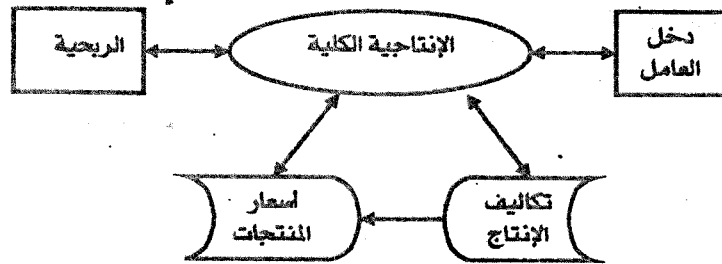 دخل
العامل
الإنتاجية الكلية
الربحية
تكاليف
الإنتاج
أسعار
المنتجات